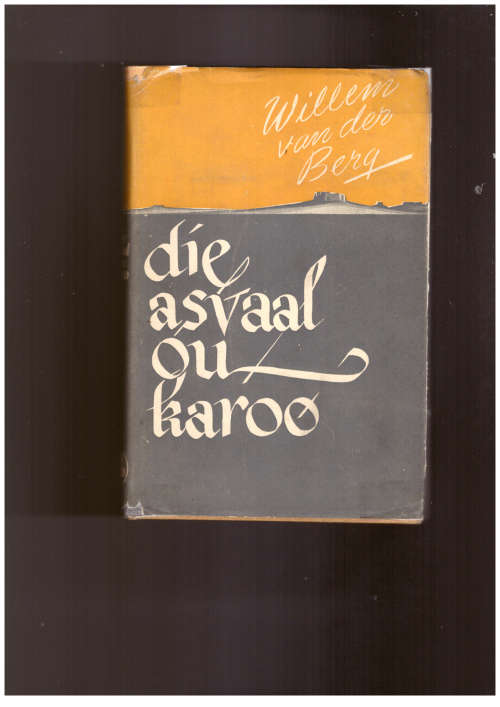 Willem
van der
Berg
die
asvaal
ou
karoo